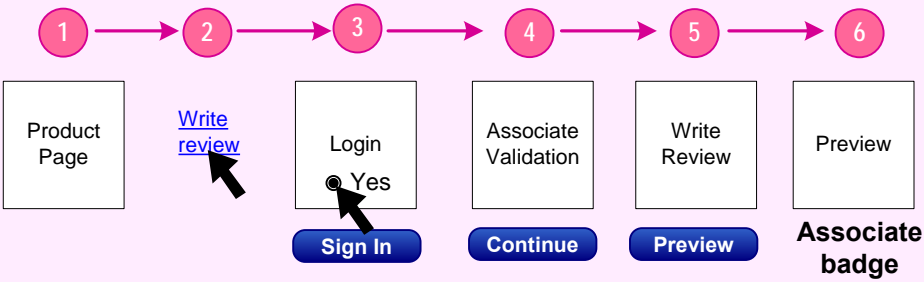 1 2 3 4 5 6
Product
Page
Write
review
Login
Yes
Sign In
Associate
Validation
Continue
Write
Review
Preview
Preview
Associate
badge